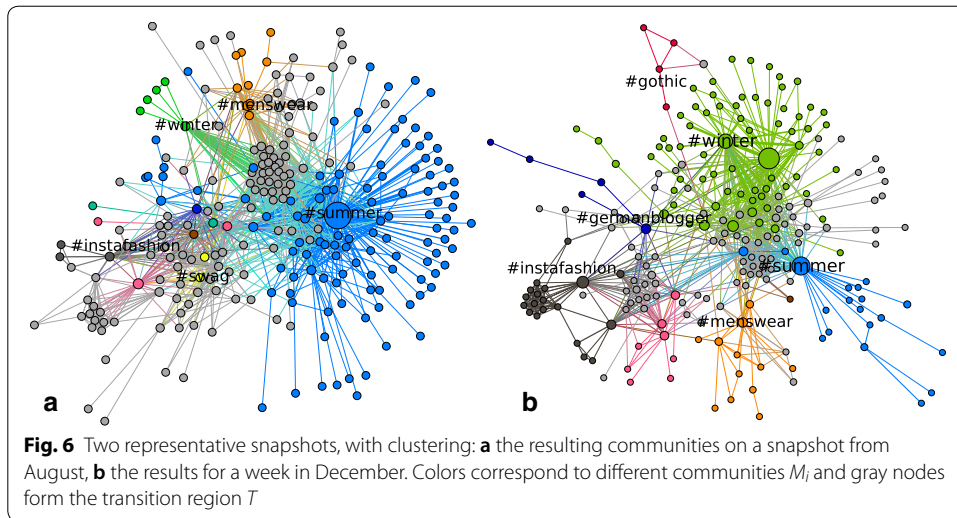 #menswear
#winter
#summer
#instafashion
#swag
a
#gothic
#winter
#germanblogger
#instafashion
#summer
#menswear
b
Fig. 6 Two representative snapshots, with clustering: a the resulting communities on a snapshot from
August, b the results for a week in December. Colors correspond to different communities Mi and gray nodes
form the transition region T